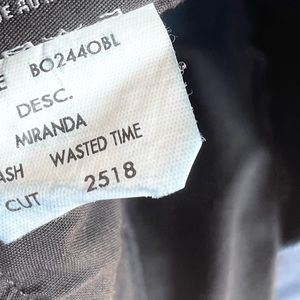 E BO2440BL
DESC.
MIRANDA
ASH WASTED TIME
CUT 2518